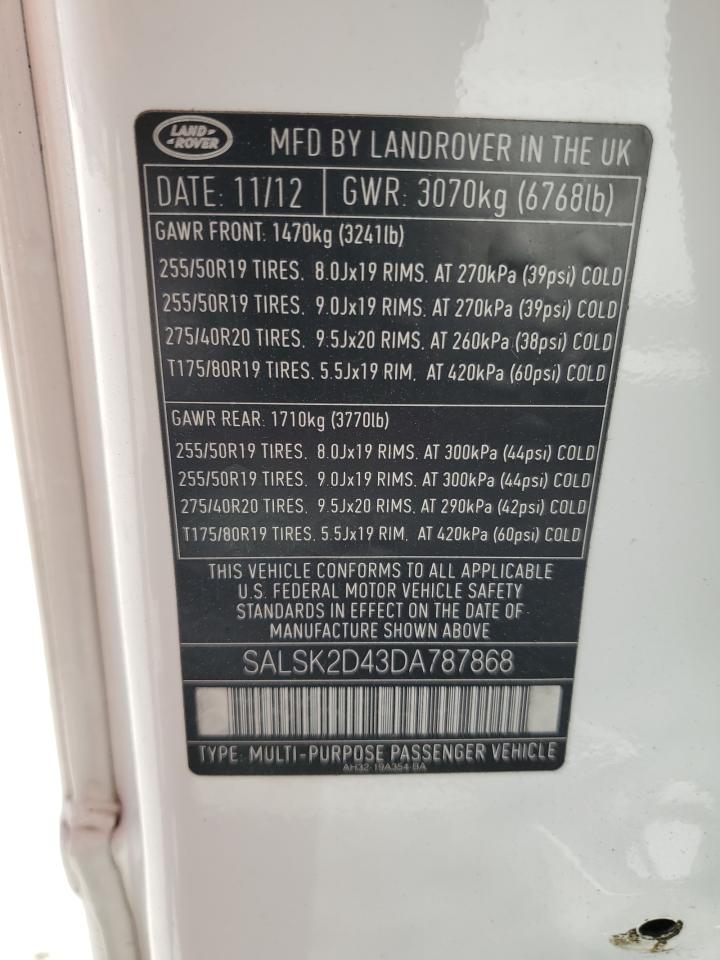 LAND ROVER MFD BY LANDROVER IN THE UK
DATE: 11/12 GWR: 3070kg (6768lb)
GAWR FRONT: 1470kg (3241lb)
255/50R19 TIRES, 8.0Jx19 RIMS, AT 270kPa (39psi) COLD
255/50R19 TIRES, 9.0Jx19 RIMS, AT 270kPa (39psi) COLD
275/40R20 TIRES, 9.5Jx20 RIMS, AT 260kPa (38psi) COLD
T175/80R19 TIRES, 5.5Jx19 RIM, AT 420kPa (60psi) COLD
GAWR REAR: 1710kg (3770lb)
255/50R19 TIRES, 8.0Jx19 RIMS, AT 300kPa (44psi) COLD
255/50R19 TIRES, 9.0Jx19 RIMS, AT 300kPa (44psi) COLD
275/40R20 TIRES, 9.5Jx20 RIMS, AT 290kPa (42psi) COLD
T175/80R19 TIRES, 5.5Jx19 RIM, AT 420kPa (60psi) COLD
THIS VEHICLE CONFORMS TO ALL APPLICABLE
U.S. FEDERAL MOTOR VEHICLE SAFETY
STANDARDS IN EFFECT ON THE DATE OF
MANUFACTURE SHOWN ABOVE
SALSK2D43DA787868
TYPE: MULTI-PURPOSE PASSENGER VEHICLE
AH32-19A354-BA